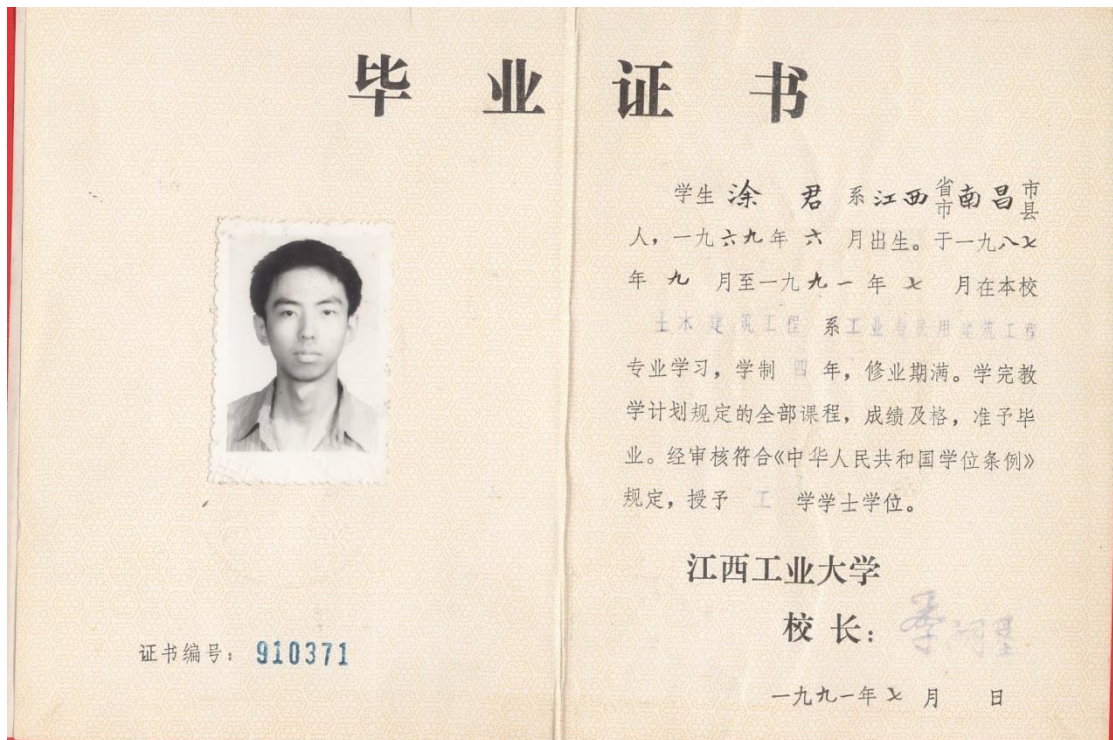 毕业证书
学生 涂 君 系江西省市南昌市县
人，一九六九年 六 月出生。于一九八七
年 九 月至一九九一年 七 月在本校
土木建筑工程 系工业与民用建筑工程
专业学习，学制 四 年，修业期满。学完教
学计划规定的全部课程，成绩及格，准予毕
业。经审核符合《中华人民共和国学位条例》
规定，授予 工 学学士学位。
江西工业大学
校 长：
证书编号：910371
一九九一年七月 日